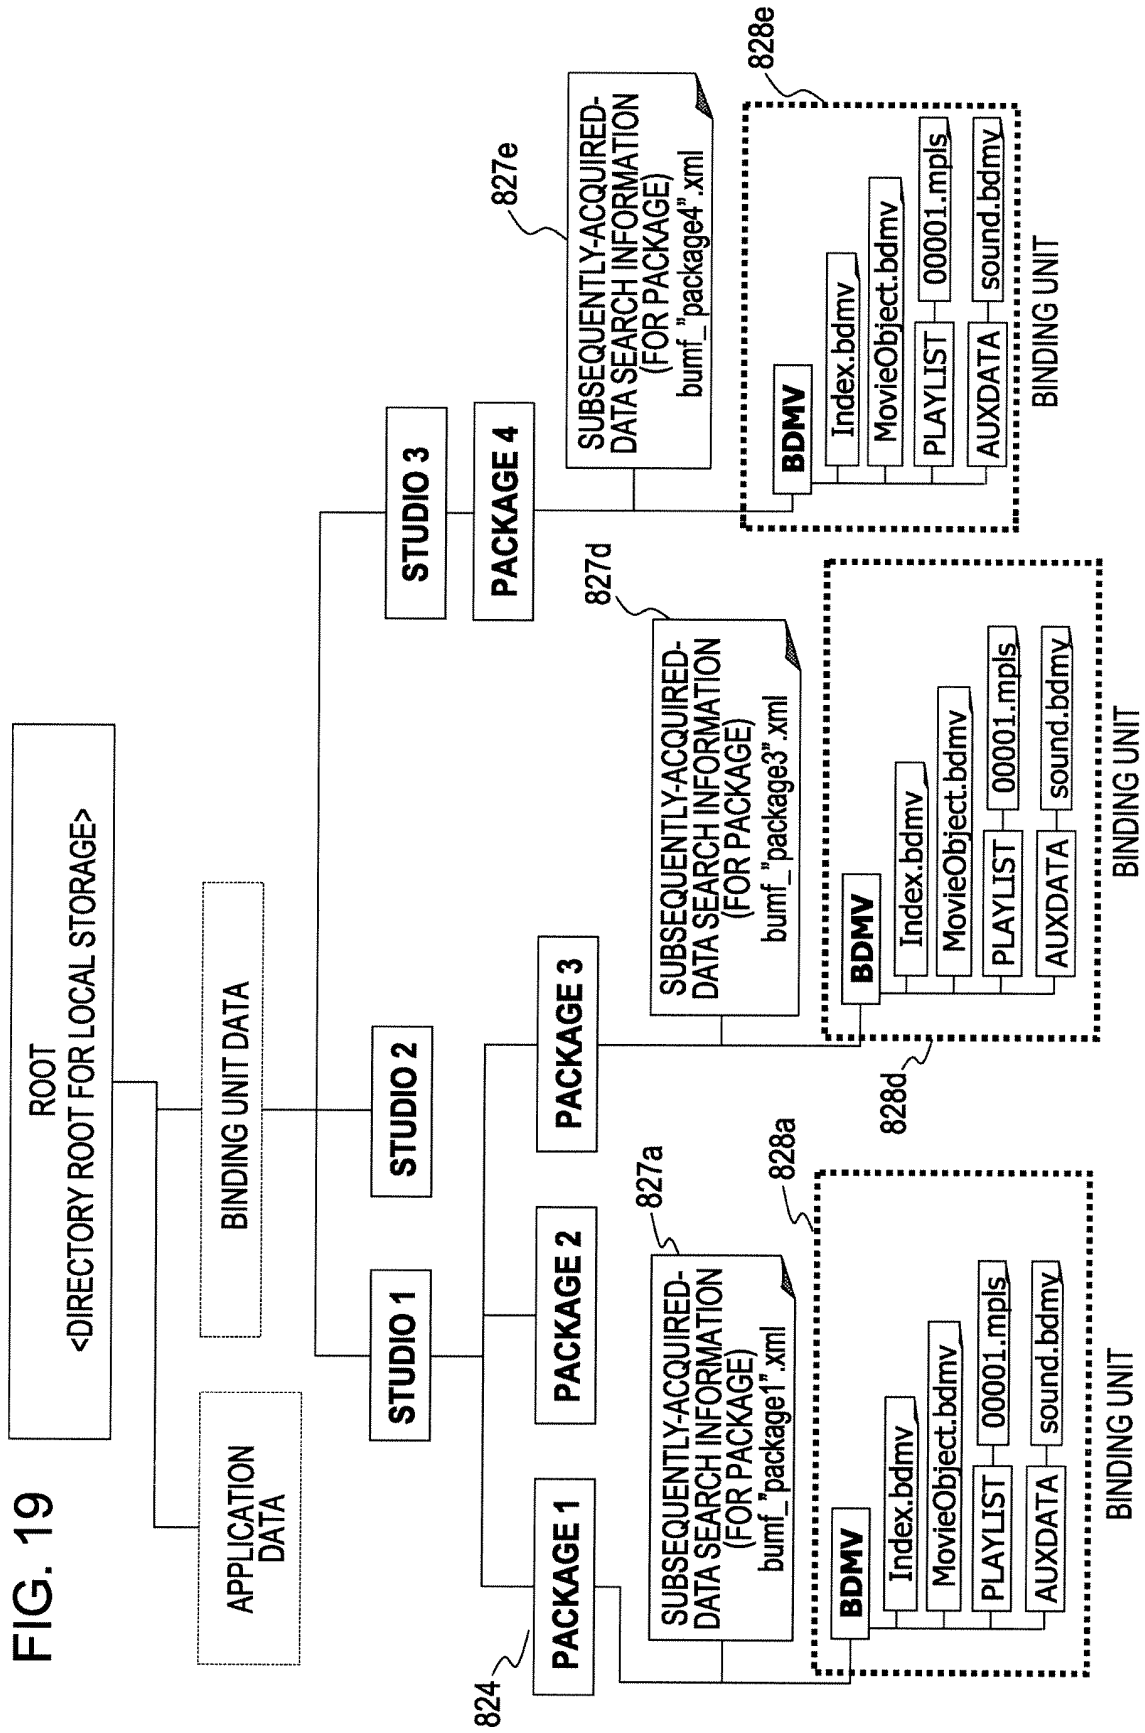 FIG. 19
ROOT
<DIRECTORY ROOT FOR LOCAL STORAGE>
APPLICATION
DATA
BINDING UNIT DATA
STUDIO 1
STUDIO 2
STUDIO 3
824
PACKAGE 1
PACKAGE 2
PACKAGE 3
PACKAGE 4
827a
SUBSEQUENTLY-ACQUIRED-
DATA SEARCH INFORMATION
(FOR PACKAGE)
bumf_"package1".xml
828a
BDMV
Index.bdmv
MovieObject.bdmv
PLAYLIST
00001.mpls
AUXDATA
sound.bdmv
BINDING UNIT
827d
SUBSEQUENTLY-ACQUIRED-
DATA SEARCH INFORMATION
(FOR PACKAGE)
bumf_"package3".xml
828d
BDMV
Index.bdmv
MovieObject.bdmv
PLAYLIST
00001.mpls
AUXDATA
sound.bdmv
BINDING UNIT
827e
SUBSEQUENTLY-ACQUIRED-
DATA SEARCH INFORMATION
(FOR PACKAGE)
bumf_"package4".xml
828e
BDMV
Index.bdmv
MovieObject.bdmv
PLAYLIST
00001.mpls
AUXDATA
sound.bdmv
BINDING UNIT